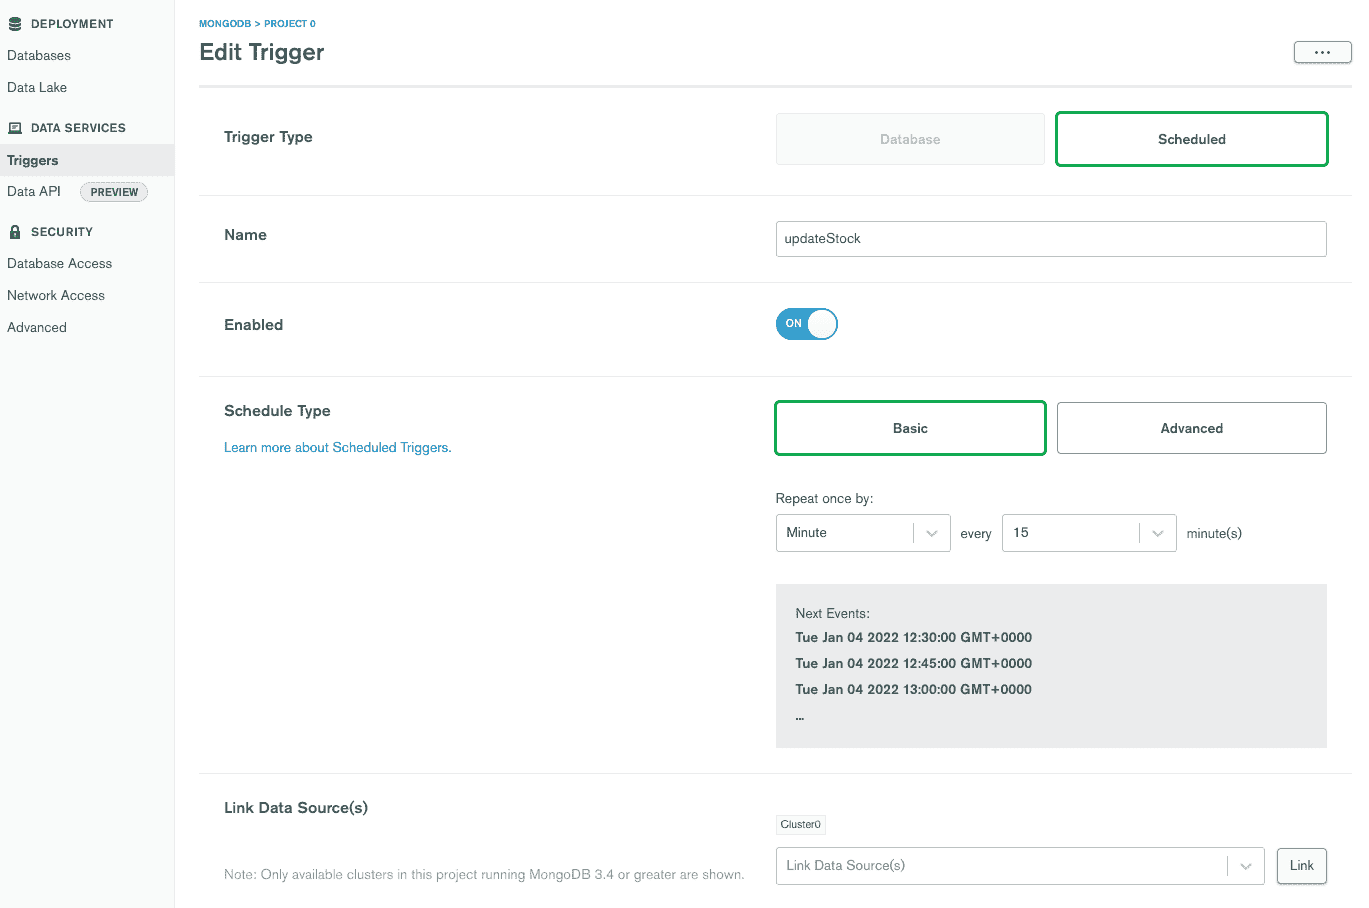 DEPLOYMENT
Databases
Data Lake
DATA SERVICES
Triggers
Data API PREVIEW
SECURITY
Database Access
Network Access
Advanced
MONGODB > PROJECT 0
Edit Trigger
...
Trigger Type
Database
Scheduled
Name
updateStock
Enabled
ON
Schedule Type
Learn more about Scheduled Triggers.
Basic
Advanced
Repeat once by:
Minute every 15 minute(s)
Next Events:
Tue Jan 04 2022 12:30:00 GMT+0000
Tue Jan 04 2022 12:45:00 GMT+0000
Tue Jan 04 2022 13:00:00 GMT+0000
...
Link Data Source(s)
Note: Only available clusters in this project running MongoDB 3.4 or greater are shown.
Cluster0
Link Data Source(s)
Link